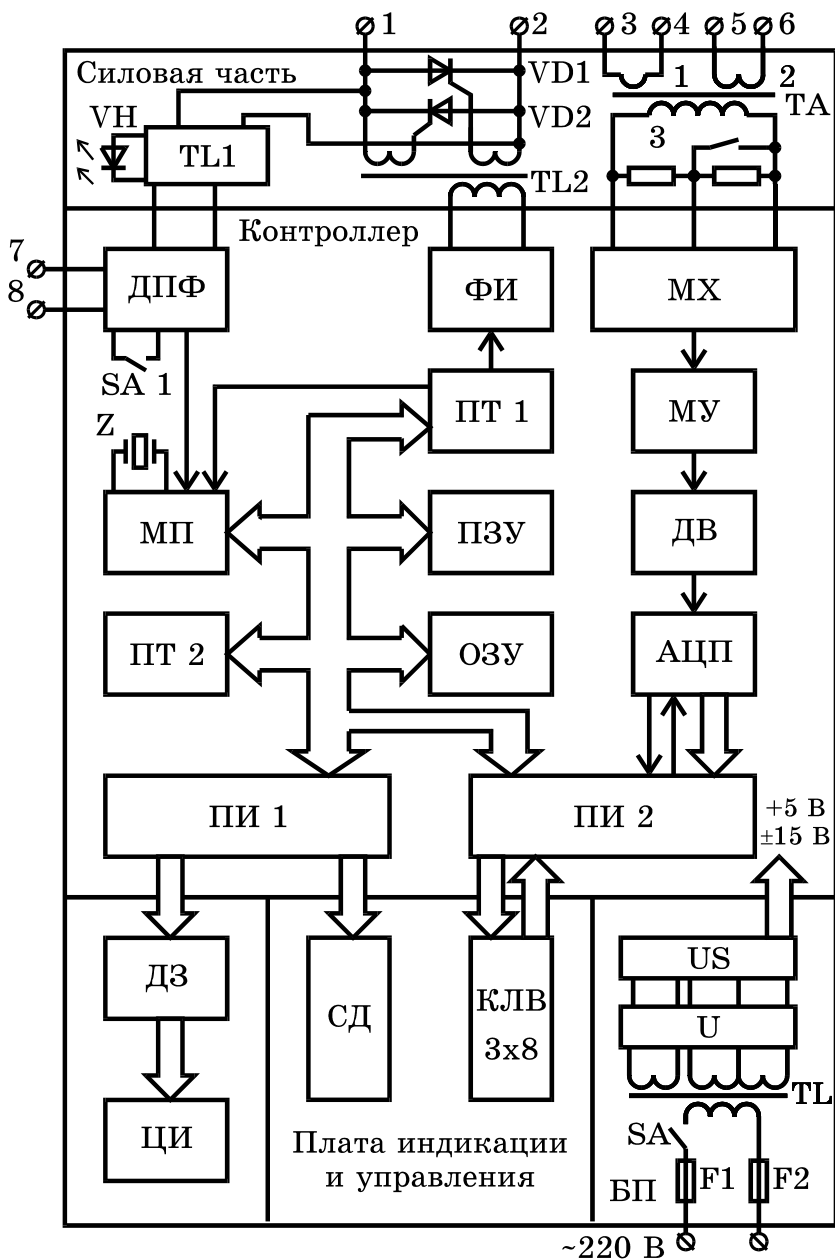 1
2
3
4
5
6
Силовая часть
VD1
1
2
VH
VD2
TA
TL1
3
TL2
Контроллер
7
8
ДПФ
ФИ
МХ
SA 1
ПТ 1
МУ
Z
МП
ПЗУ
ДВ
ПТ 2
ОЗУ
АЦП
ПИ 1
ПИ 2
+5 В
±15 В
ДЗ
СД
КЛВ
3x8
US
U
TL
ЦИ
Плата индикации
и управления
SA
БП
F1
F2
~220 В